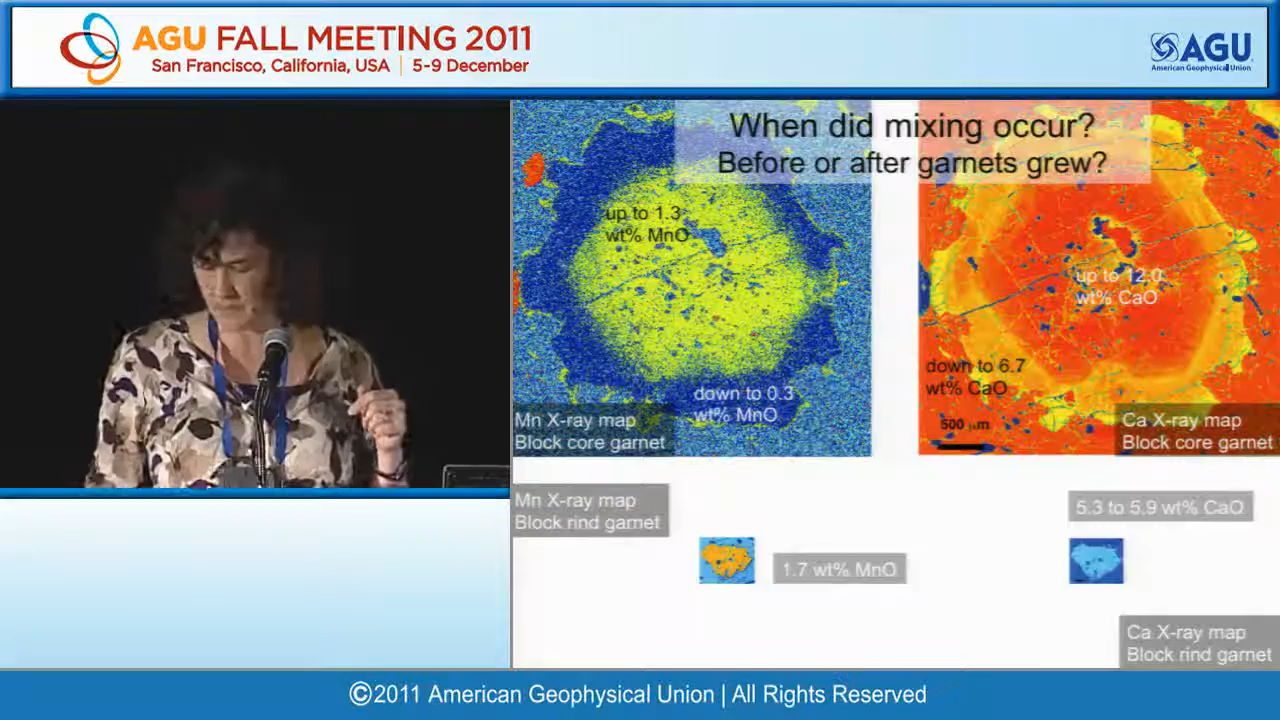 AGU FALL MEETING 2011
San Francisco, California, USA | 5-9 December
AGU
American Geophysical Union
When did mixing occur?
Before or after garnets grew?
up to 1.3
wt% MnO
down to 0.3
wt% MnO
Mn X-ray map
Block core garnet
up to 12.0
wt% CaO
down to 6.7
wt% CaO
500 μm
Ca X-ray map
Block core garnet
Mn X-ray map
Block rind garnet
1.7 wt% MnO
5.3 to 5.9 wt% CaO
Ca X-ray map
Block rind garnet
©2011 American Geophysical Union | All Rights Reserved